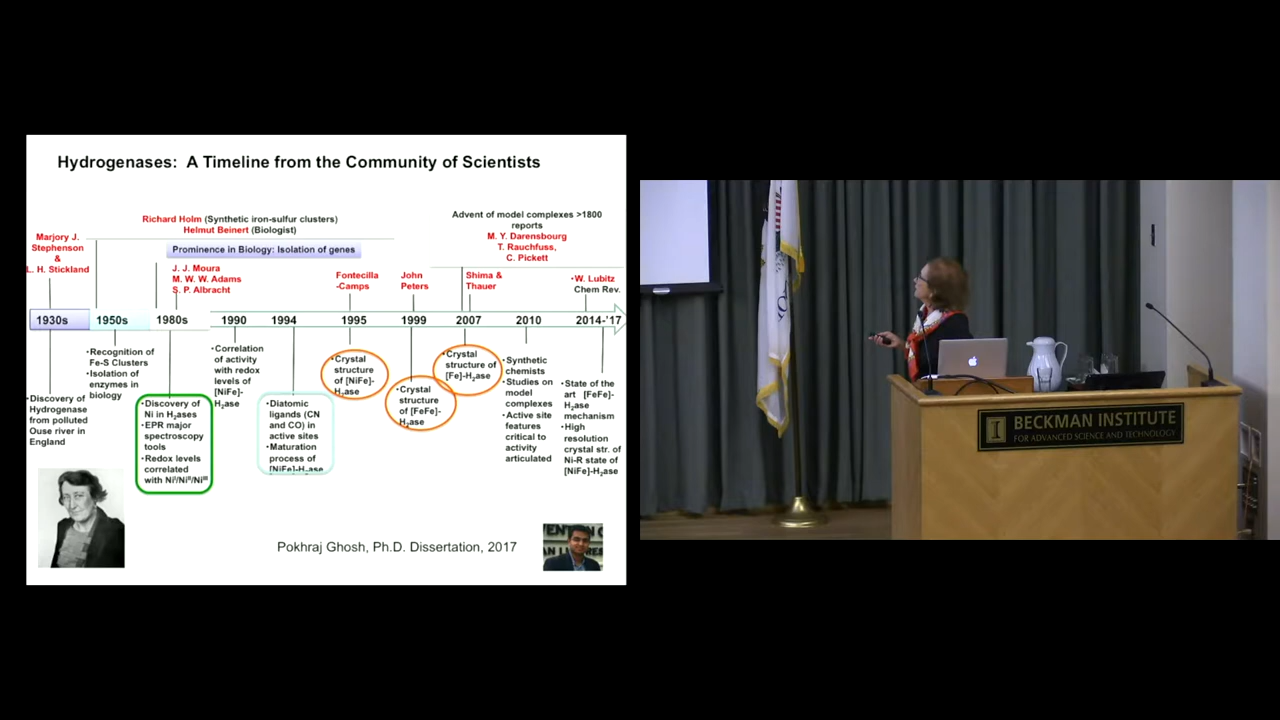 Hydrogenases: A Timeline from the Community of Scientists
Richard Holm (Synthetic iron-sulfur clusters)
Helmut Beinert (Biologist)
Advent of model complexes >1800
reports
M. Y. Darensbourg
T. Rauchfuss,
C. Pickett
Marjory J.
Stephenson
&
L. H. Stickland
Prominence in Biology: Isolation of genes
J. J. Moura
M. W. W. Adams
S. P. Albracht
Fontecilla
-Camps
John
Peters
Shima &
Thauer
•W. Lubitz
Chem Rev.
1930s
1950s
1980s
1990
1994
1995
1999
2007
2010
2014-'17
•Discovery of
Hydrogenase
from polluted
Ouse river in
England
•Recognition of
Fe-S Clusters
•Isolation of
enzymes in
biology
•Discovery of
Ni in H₂ases
•EPR major
spectroscopy
tools
•Redox levels
correlated
with Niᴵ/Niᴵᴵ/Niᴵᴵᴵ
•Correlation
of activity
with redox
levels of
[NiFe]-
H₂ase
•Diatomic
ligands (CN
and CO) in
active sites
•Maturation
process of
[NiFe]-H₂ase
•Crystal
structure
of [NiFe]-
H₂ase
•Crystal
structure
of [FeFe]-
H₂ase
•Crystal
structure of
[Fe]-H₂ase
•Synthetic
chemists
•Studies on
model
complexes
•Active site
features
critical to
activity
articulated
•State of the
art [FeFe]-
H₂ase
mechanism
•High
resolution
crystal str. of
Ni-R state of
[NiFe]-H₂ase
Pokhraj Ghosh, Ph.D. Dissertation, 2017
I
BECKMAN INSTITUTE
FOR ADVANCED SCIENCE AND TECHNOLOGY